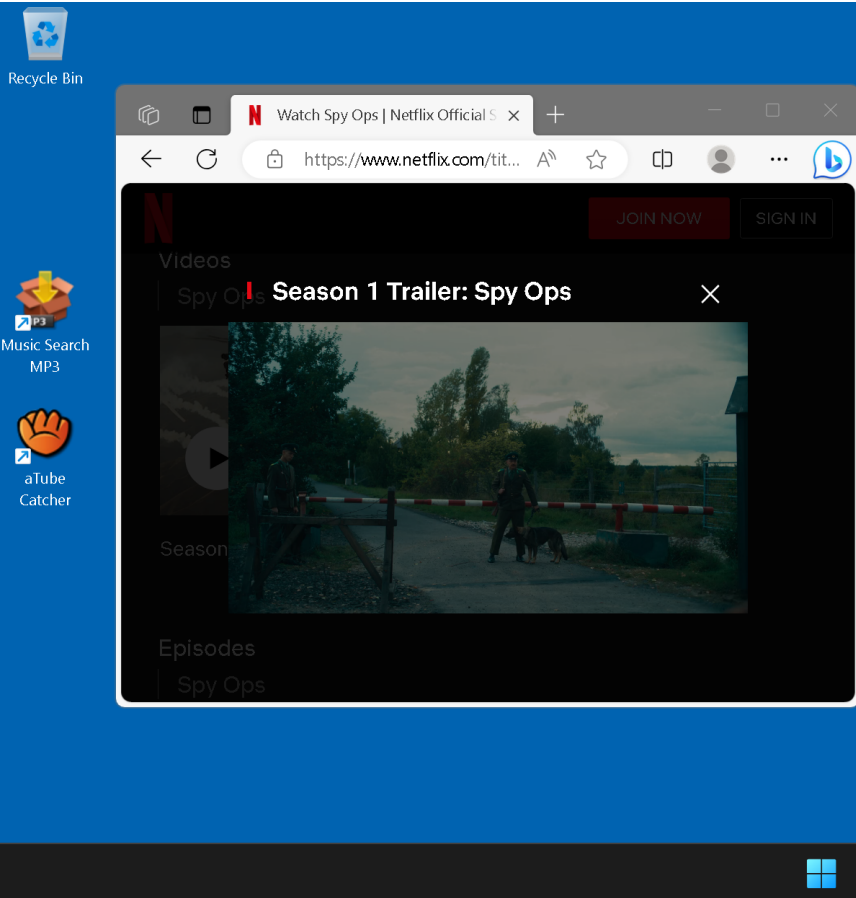 Recycle Bin
Watch Spy Ops | Netflix Official S
https://www.netflix.com/tit...
N
JOIN NOW
SIGN IN
Videos
Spy Ops
Season 1 Trailer: Spy Ops
P3
Music Search
MP3
aTube
Catcher
Season
Episodes
Spy Ops